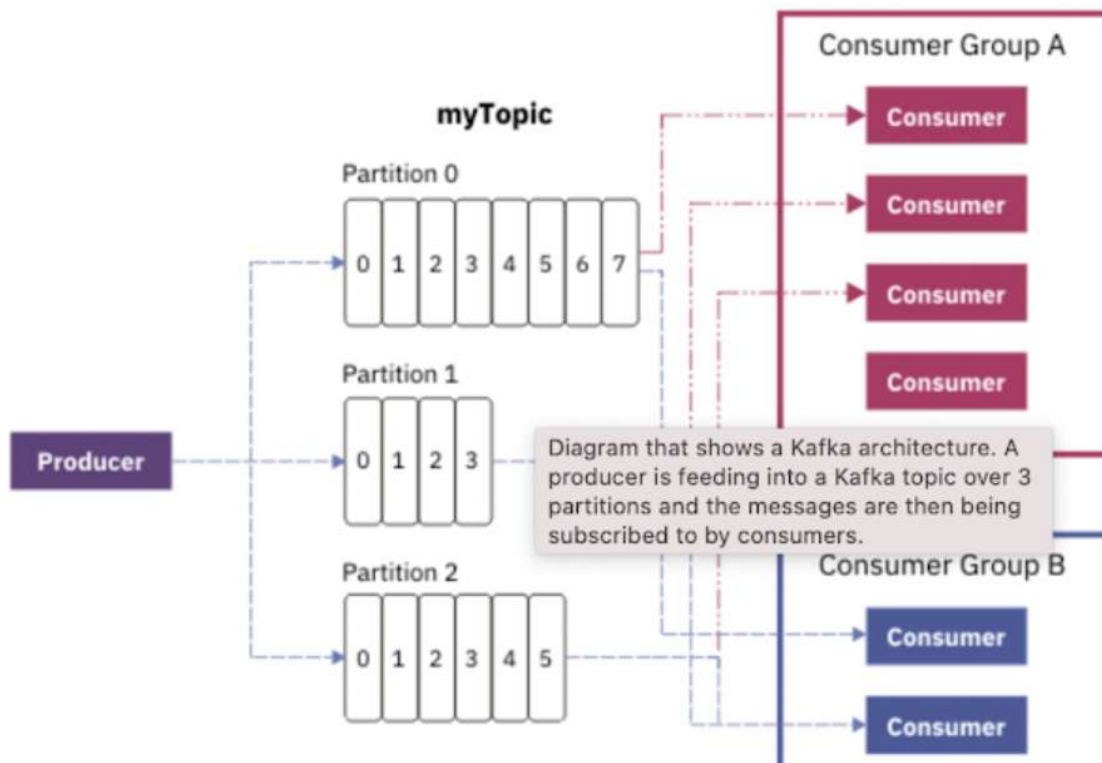 Consumer Group A
Consumer
myTopic
Consumer
Partition 0
0 1 2 3 4 5 6 7
Consumer
Partition 1
Consumer
Producer
0 1 2 3
Diagram that shows a Kafka architecture. A
producer is feeding into a Kafka topic over 3
partitions and the messages are then being
subscribed to by consumers.
Consumer Group B
Partition 2
Consumer
0 1 2 3 4 5
Consumer